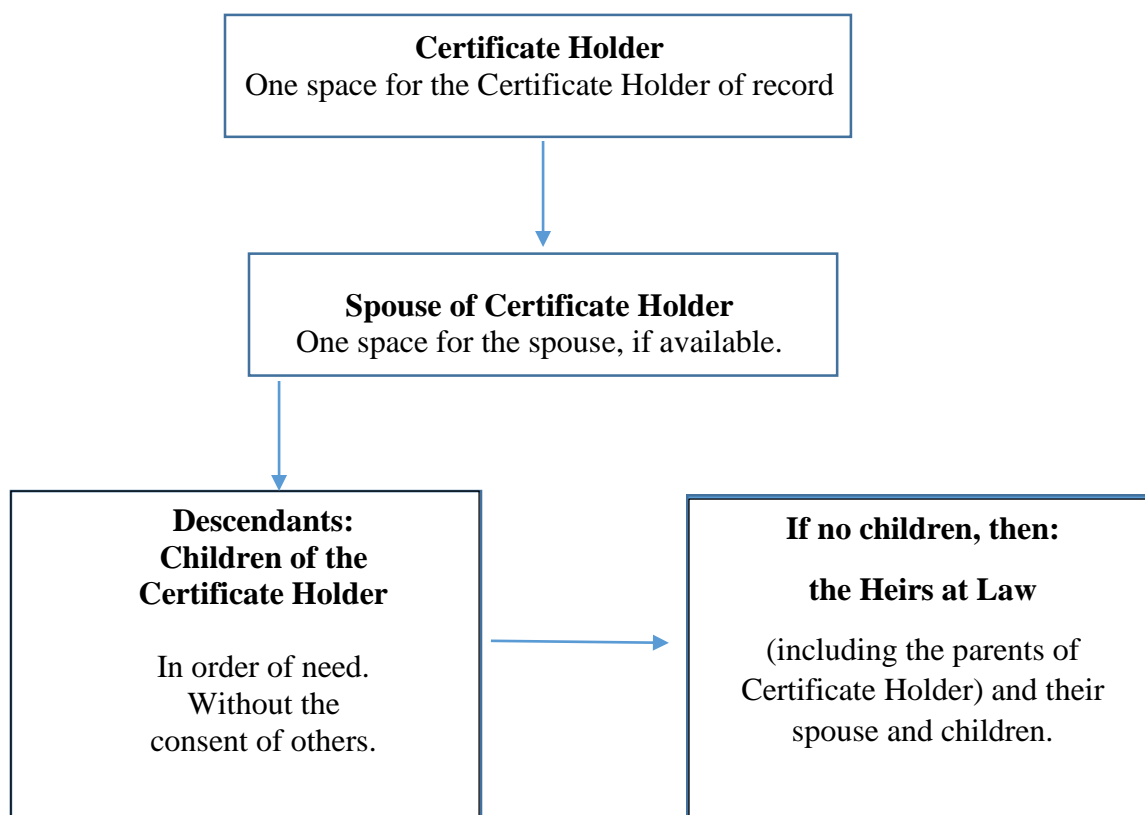 Certificate Holder
One space for the Certificate Holder of record
Spouse of Certificate Holder
One space for the spouse, if available.
Descendants:
Children of the
Certificate Holder
In order of need.
Without the
consent of others.
If no children, then:
the Heirs at Law
(including the parents of
Certificate Holder) and their
spouse and children.